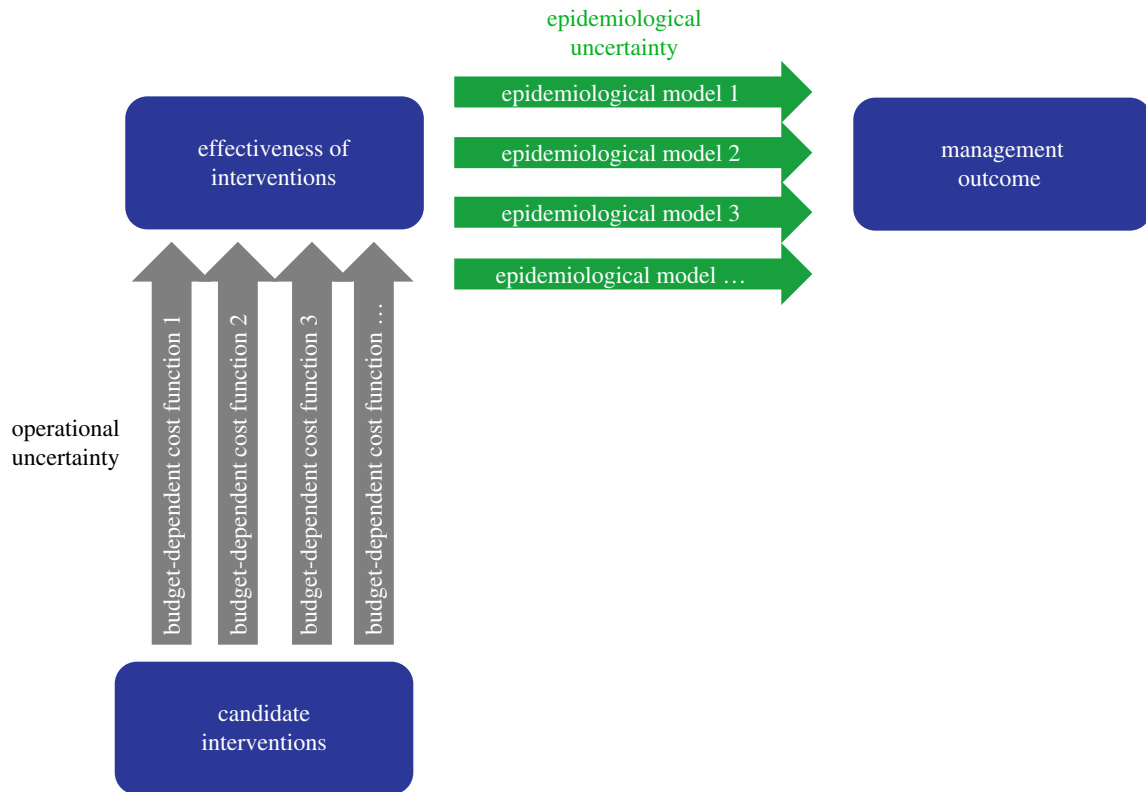 epidemiological
uncertainty
epidemiological model 1
epidemiological model 2
epidemiological model 3
epidemiological model …
effectiveness of
interventions
management
outcome
operational
uncertainty
budget-dependent cost function 1
budget-dependent cost function 2
budget-dependent cost function 3
budget-dependent cost function …
candidate
interventions